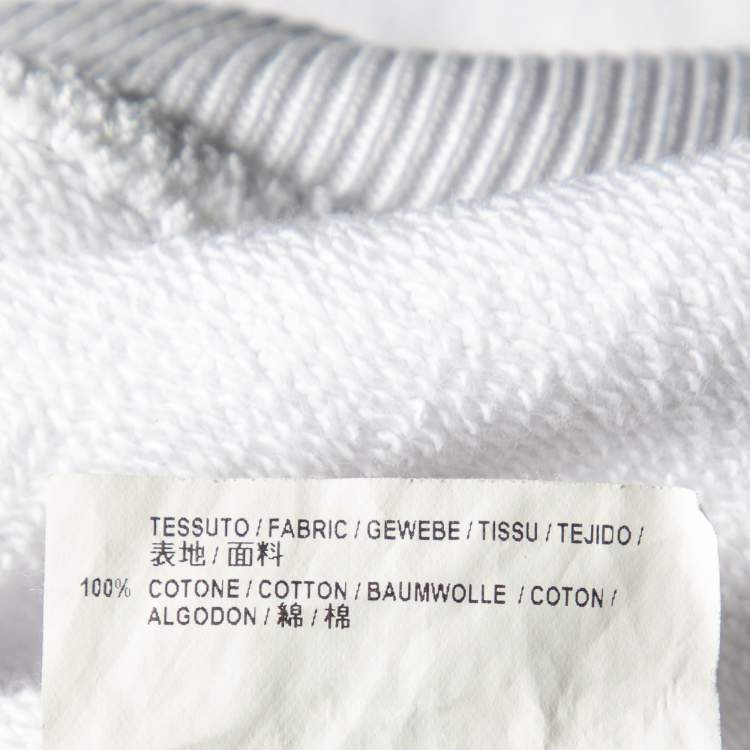 TESSUTO / FABRIC / GEWEBE / TISSU / TEJIDO /
表地 / 面料
100% COTONE / COTTON / BAUMWOLLE / COTON /
ALGODON / 綿 / 棉